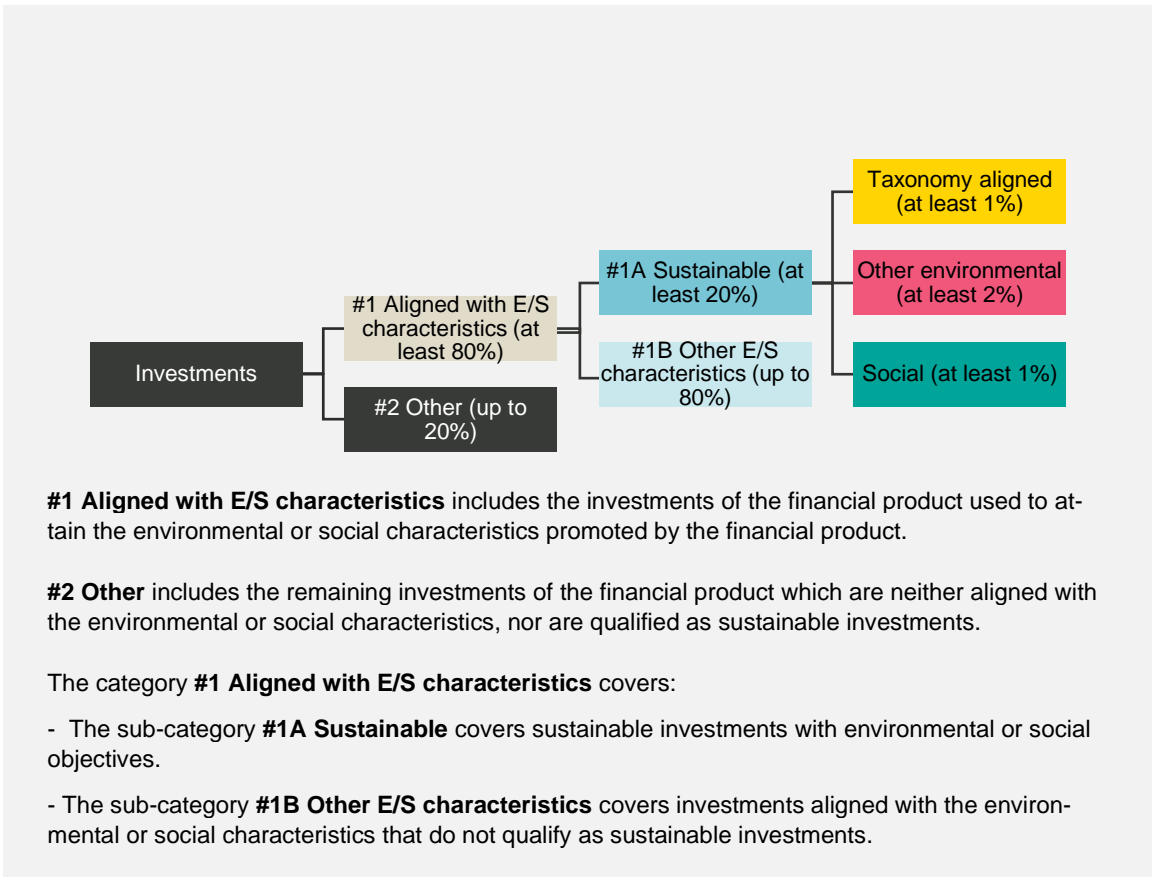 Taxonomy aligned
(at least 1%)
#1A Sustainable (at
least 20%)
Other environmental
(at least 2%)
#1 Aligned with E/S
characteristics (at
least 80%)
#1B Other E/S
characteristics (up to
80%)
Investments
Social (at least 1%)
#2 Other (up to
20%)
#1 Aligned with E/S characteristics includes the investments of the financial product used to at-
tain the environmental or social characteristics promoted by the financial product.
#2 Other includes the remaining investments of the financial product which are neither aligned with
the environmental or social characteristics, nor are qualified as sustainable investments.
The category #1 Aligned with E/S characteristics covers:
- The sub-category #1A Sustainable covers sustainable investments with environmental or social
objectives.
- The sub-category #1B Other E/S characteristics covers investments aligned with the environ-
mental or social characteristics that do not qualify as sustainable investments.